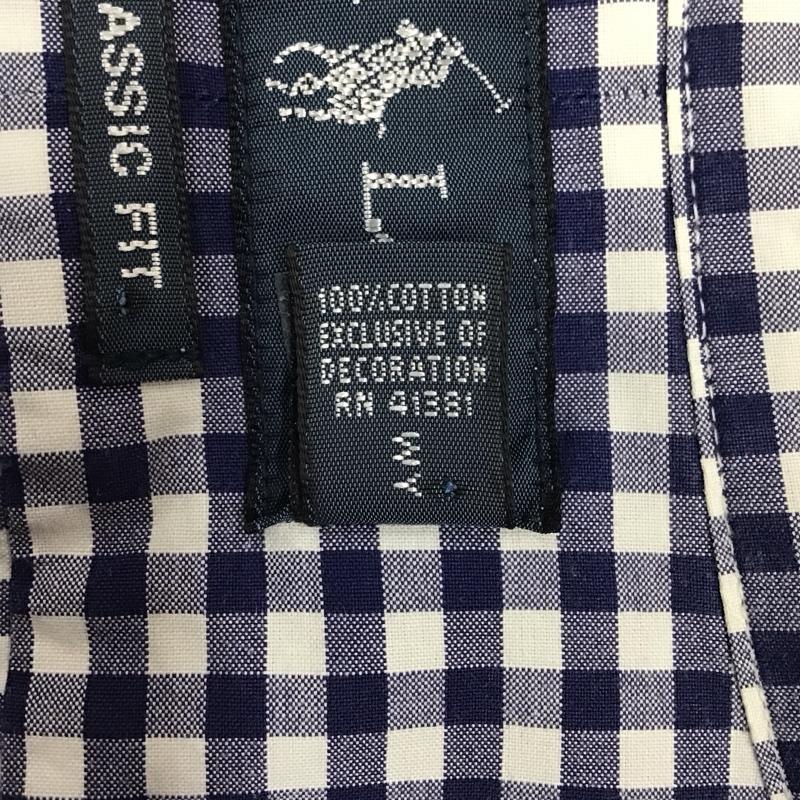 ASSIC FIT
L
100%COTTON
EXCLUSIVE OF
DECORATION
RN 41381
WY